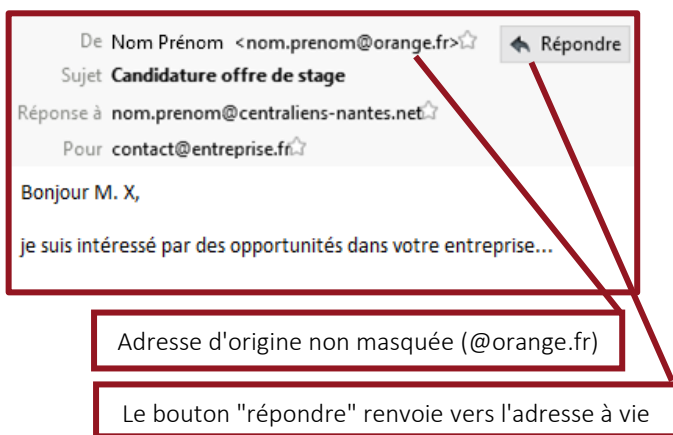 De Nom Prénom <nom.prenom@orange.fr> Répondre
Sujet Candidature offre de stage
Réponse à nom.prenom@centraliens-nantes.net
Pour contact@entreprise.fr
Bonjour M. X,
je suis intéressé par des opportunités dans votre entreprise...
Adresse d'origine non masquée (@orange.fr)
Le bouton "répondre" renvoie vers l'adresse à vie